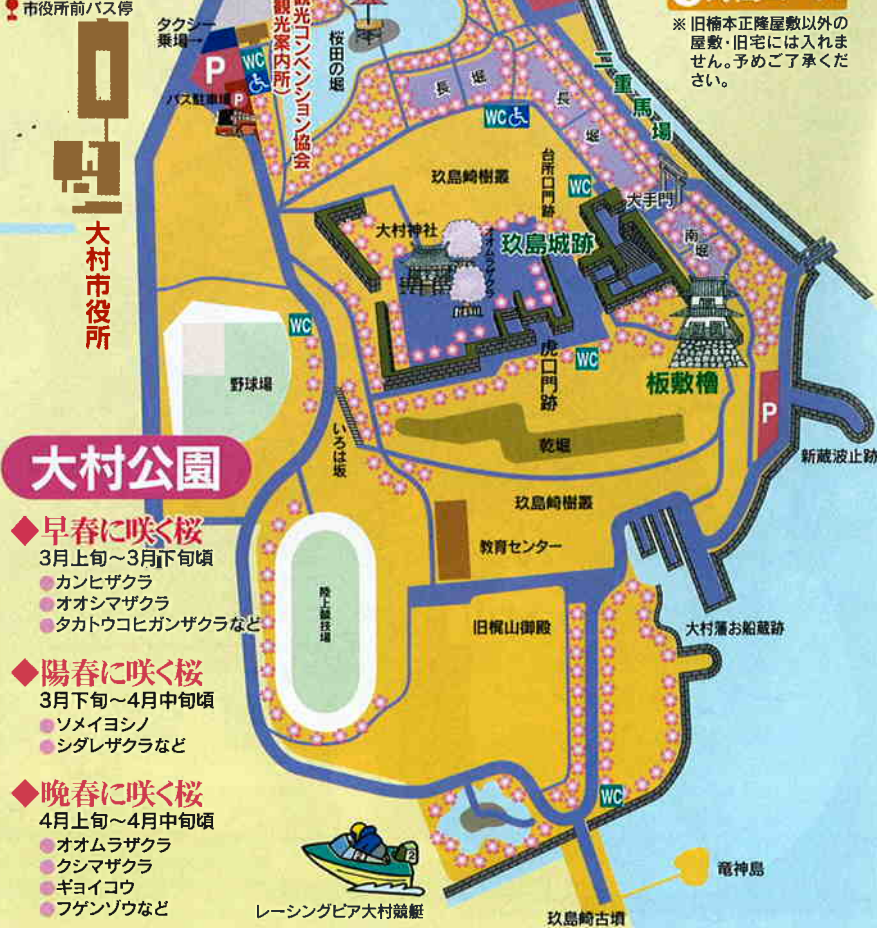 市役所前バス停
タクシー
乗場→
P
バス駐車場 P
WC
観光コンベンション協会
観光案内所)
桜田の堀
長堀
WC
長堀
三重馬場
※旧楠本正隆屋敷以外の
屋敷・旧宅には入れま
せん。予めご了承くだ
さい。
大村市役所
玖島崎樹叢
台所口門跡
WC
大手門
南堀
大村神社
オオムラザクラ
玖島城跡
虎口門跡
WC
板敷櫓
P
新蔵波止跡
WC
野球場
いろは坂
乾堀
玖島崎樹叢
教育センター
大村公園
◆早春に咲く桜
3月上旬～3月下旬頃
●カンヒザクラ
●オオシマザクラ
●タカトウコヒガンザクラなど
陸上競技場
旧梶山御殿
大村藩お船蔵跡
◆陽春に咲く桜
3月下旬～4月中旬頃
●ソメイヨシノ
●シダレザクラなど
◆晩春に咲く桜
4月上旬～4月中旬頃
●オオムラザクラ
●クシマザクラ
●ギョイコウ
●フゲンゾウなど
2
レーシングピア大村競艇
WC
竜神島
玖島崎古墳